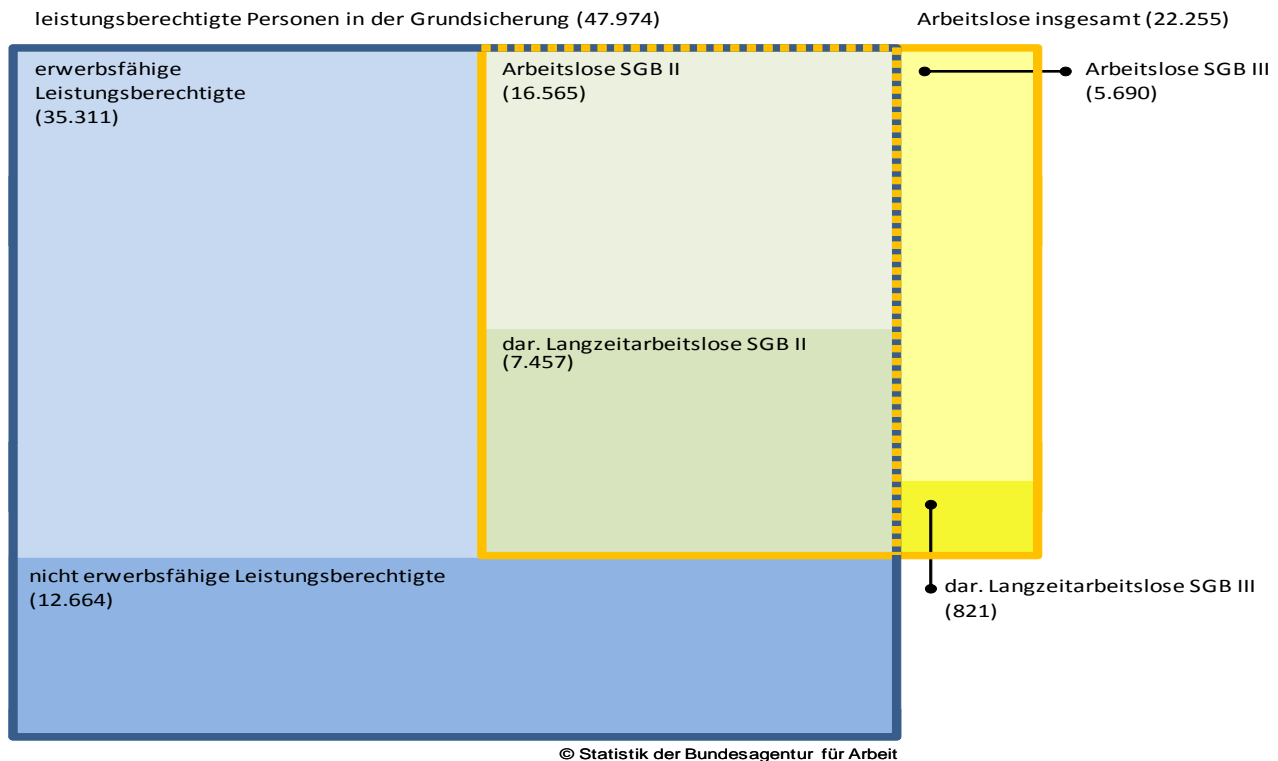 leistungsberechtigte Personen in der Grundsicherung (47.974)
Arbeitslose insgesamt (22.255)
erwerbsfähige
Leistungsberechtigte
(35.311)
Arbeitslose SGB II
(16.565)
Arbeitslose SGB III
(5.690)
dar. Langzeitarbeitslose SGB II
(7.457)
nicht erwerbsfähige Leistungsberechtigte
(12.664)
dar. Langzeitarbeitslose SGB III
(821)
© Statistik der Bundesagentur für Arbeit